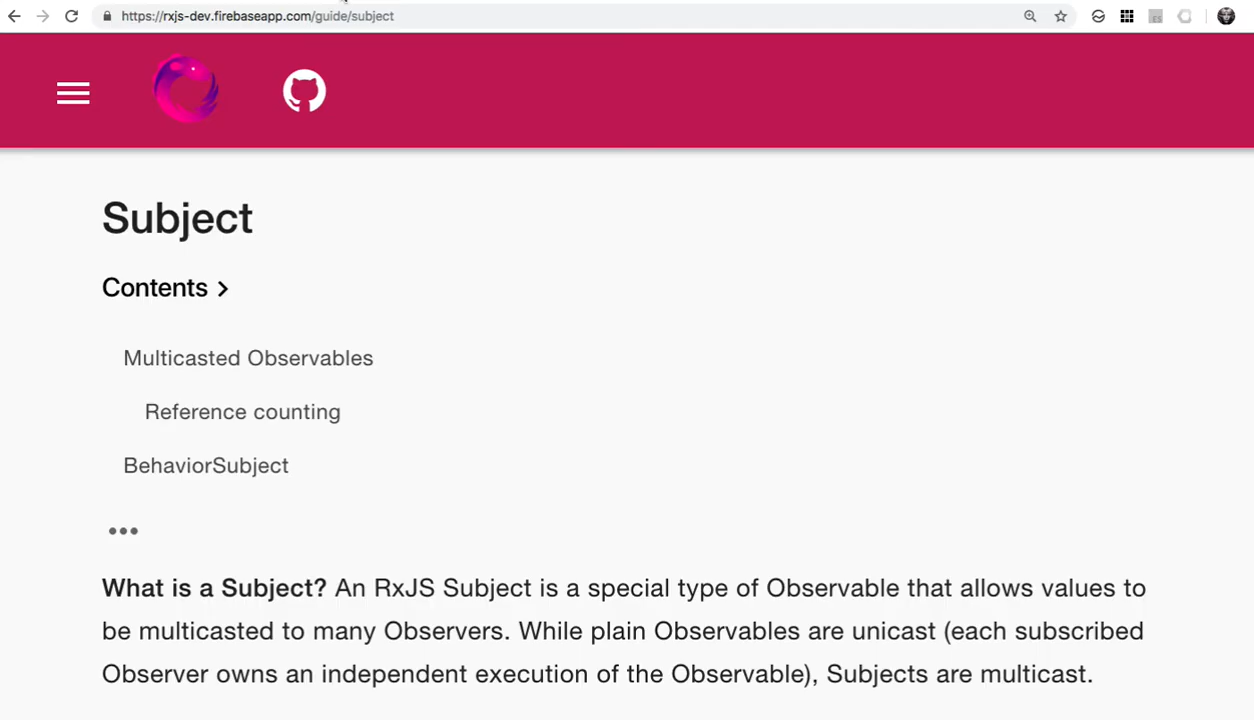 https://rxjs-dev.firebaseapp.com/guide/subject
Subject
Contents >
Multicasted Observables
Reference counting
BehaviorSubject
•••
What is a Subject? An RxJS Subject is a special type of Observable that allows values to
be multicasted to many Observers. While plain Observables are unicast (each subscribed
Observer owns an independent execution of the Observable), Subjects are multicast.